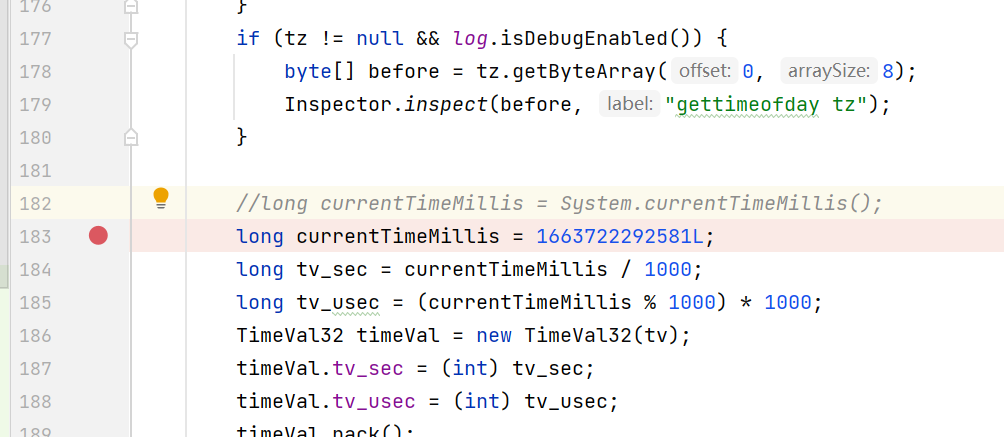 176 }
177 if (tz != null && log.isDebugEnabled()) {
178 byte[] before = tz.getByteArray( offset: 0, arraySize: 8);
179 Inspector.inspect(before, label: "gettimeofday tz");
180 }
181
182 //long currentTimeMillis = System.currentTimeMillis();
183 long currentTimeMillis = 1663722292581L;
184 long tv_sec = currentTimeMillis / 1000;
185 long tv_usec = (currentTimeMillis % 1000) * 1000;
186 TimeVal32 timeVal = new TimeVal32(tv);
187 timeVal.tv_sec = (int) tv_sec;
188 timeVal.tv_usec = (int) tv_usec;
189 timeVal.pack();